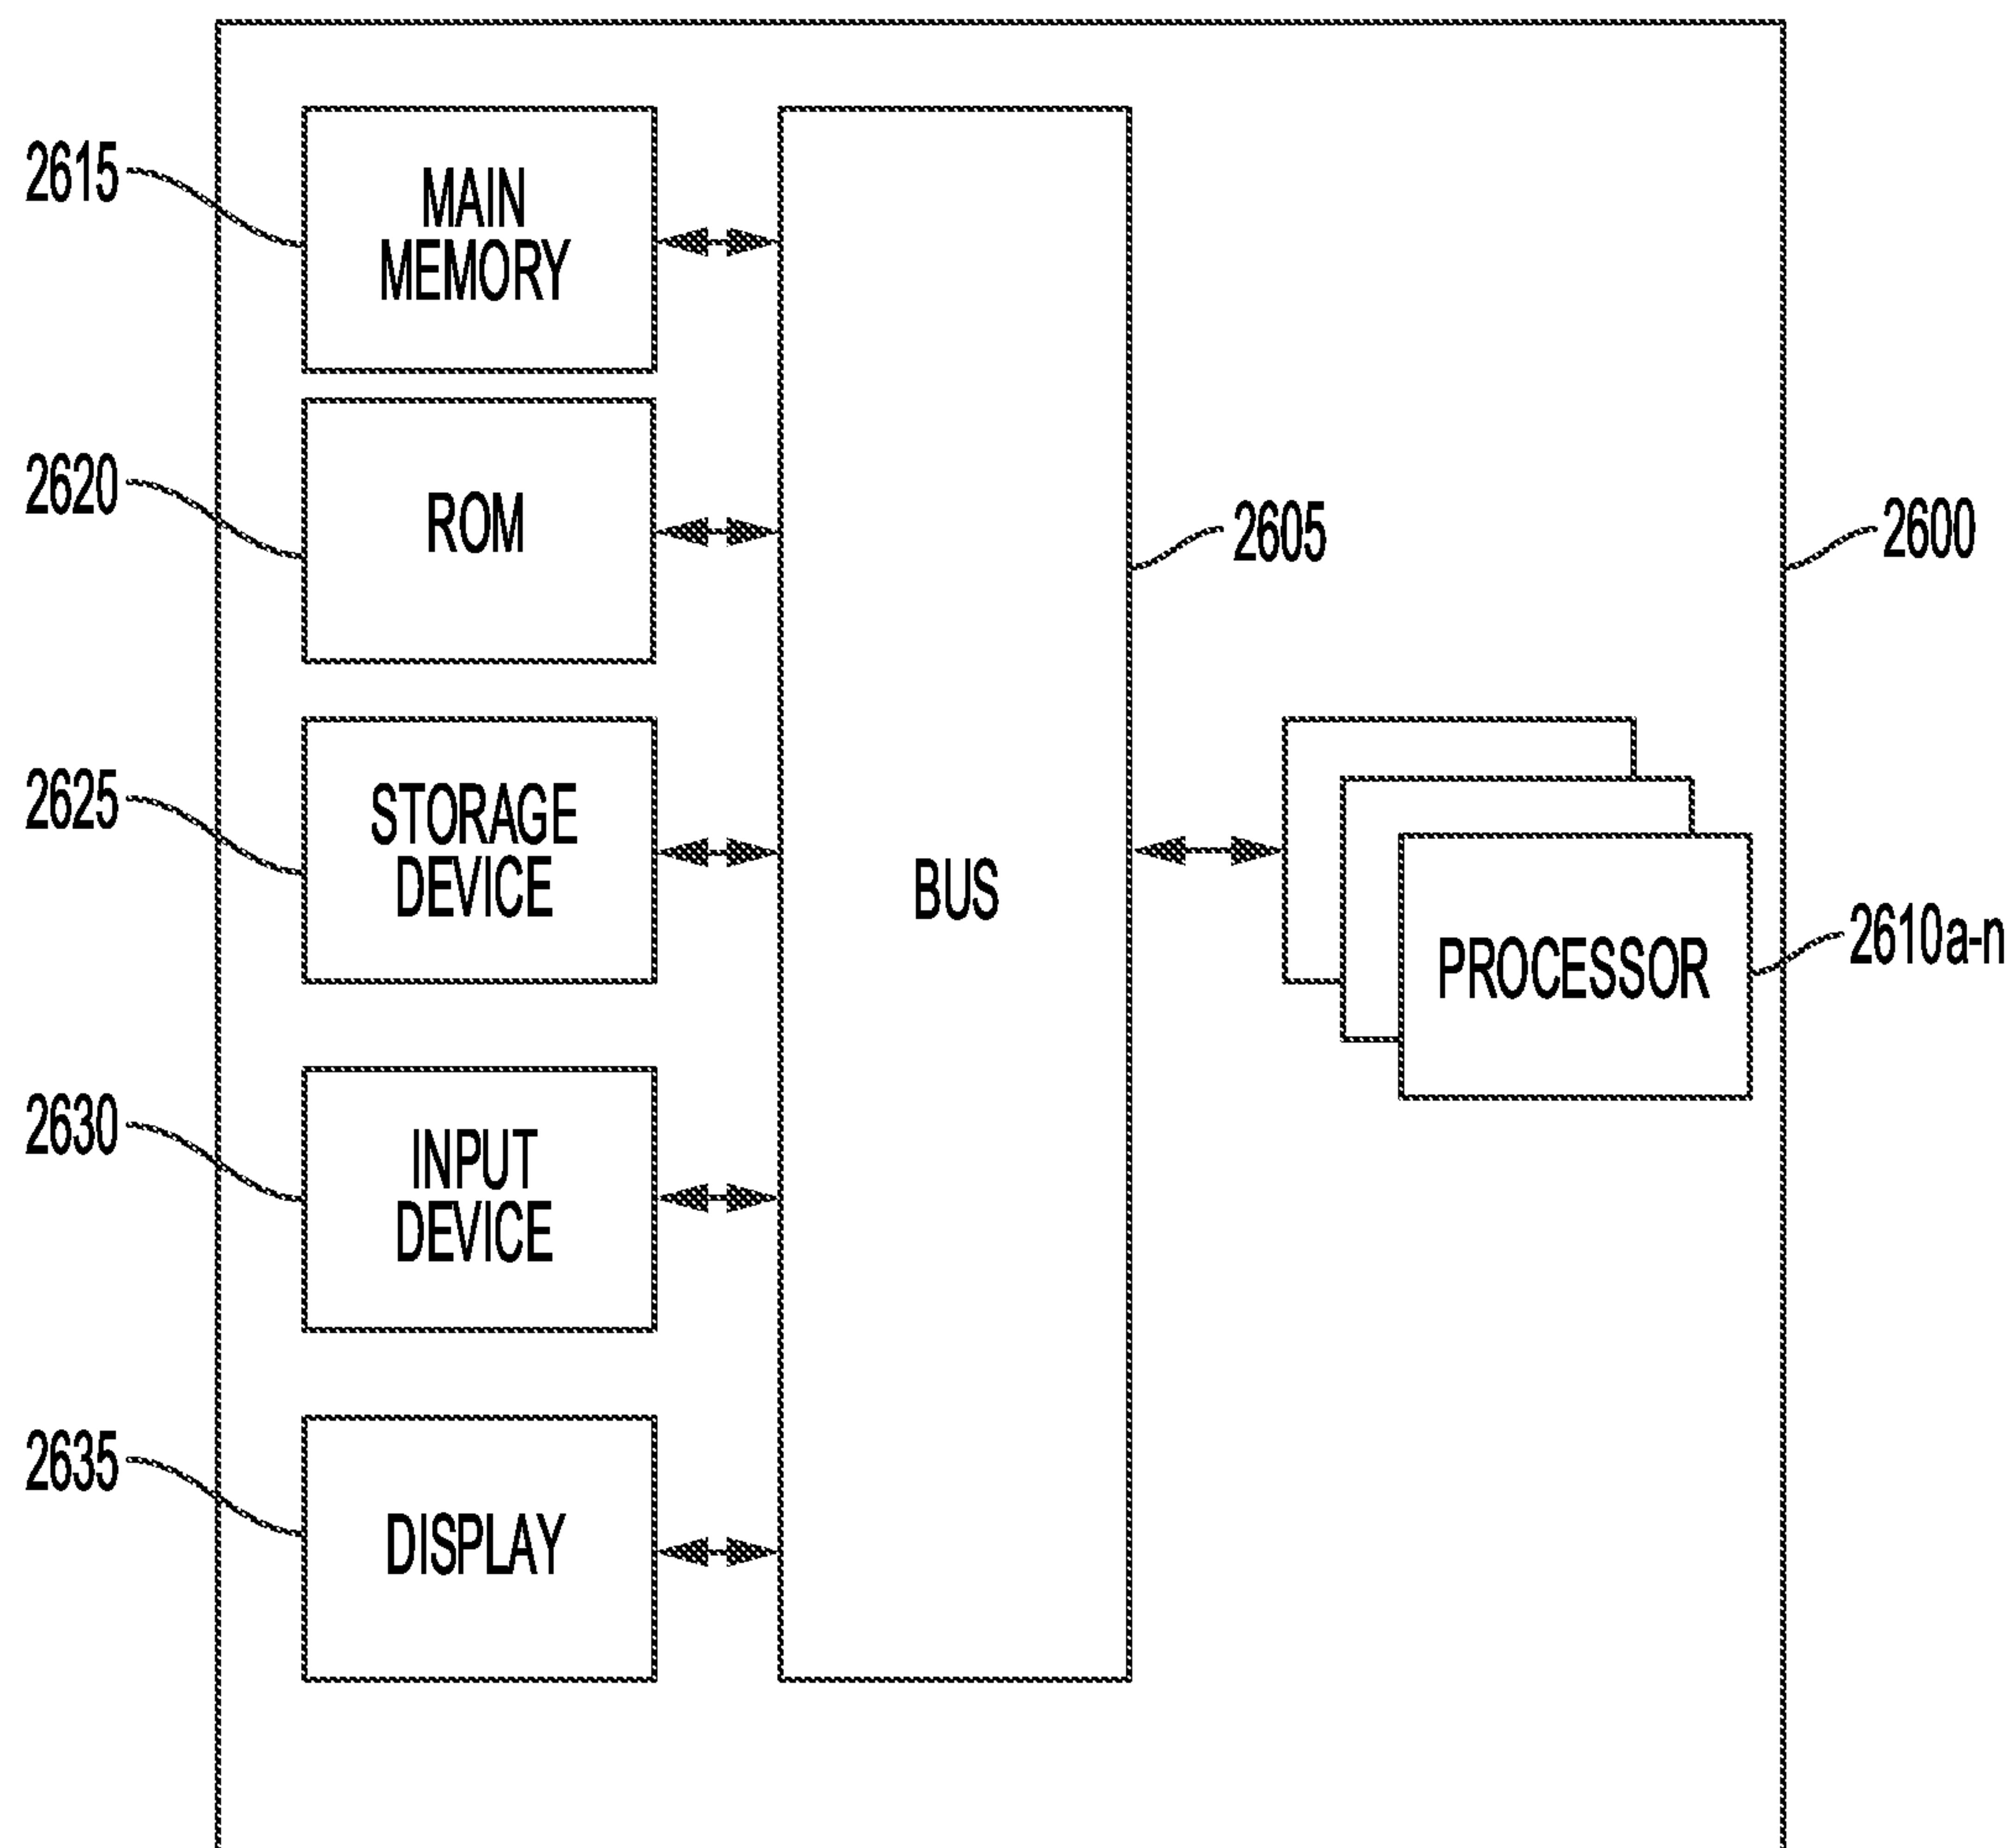 2615
MAIN
MEMORY
2620
ROM
2605
2600
2625
STORAGE
DEVICE
BUS
PROCESSOR
2610a-n
2630
INPUT
DEVICE
2635
DISPLAY